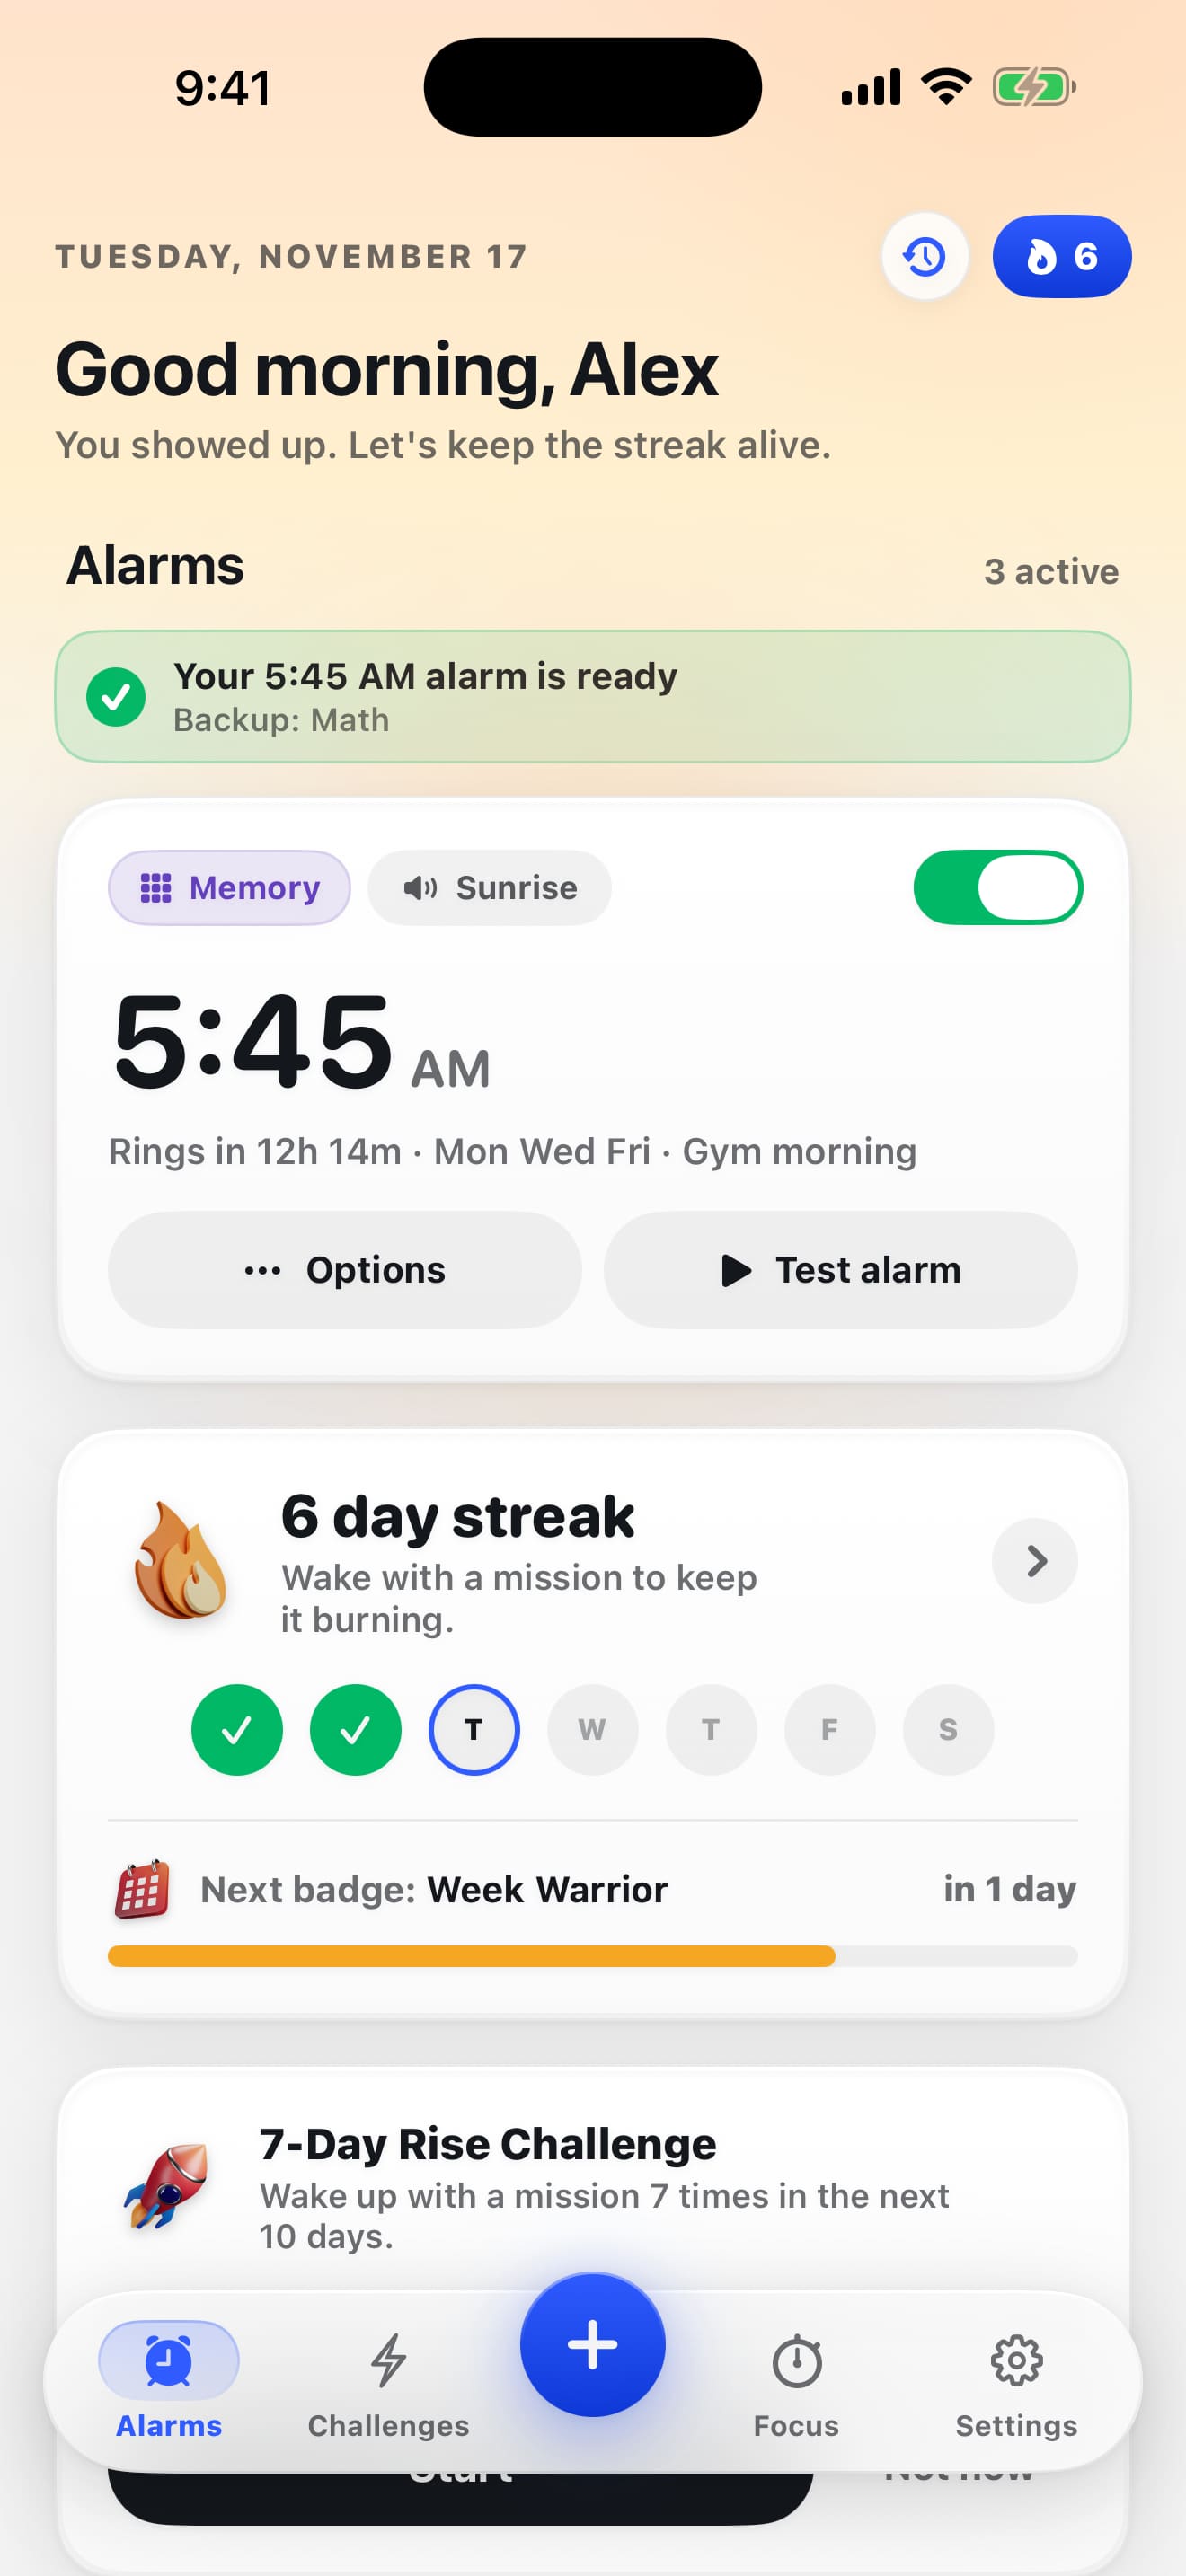 9:41
TUESDAY, NOVEMBER 17
6
Good morning, Alex
You showed up. Let's keep the streak alive.
Alarms
3 active
Your 5:45 AM alarm is ready
Backup: Math
Memory
Sunrise
5:45 AM
Rings in 12h 14m · Mon Wed Fri · Gym morning
Options
Test alarm
6 day streak
Wake with a mission to keep
it burning.
T
W
T
F
S
Next badge: Week Warrior
in 1 day
7-Day Rise Challenge
Wake up with a mission 7 times in the next
10 days.
Alarms
Challenges
Focus
Settings
Start
Not now